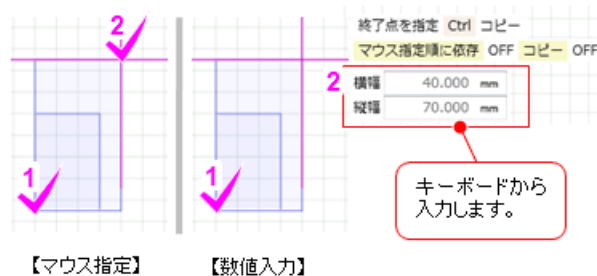 2
終了点を指定 Ctrl コピー
マウス指定順に依存 OFF コピー OFF
2 横幅 40.000 mm
縦幅 70.000 mm
1
1
キーボードから
入力します。
【マウス指定】
【数値入力】